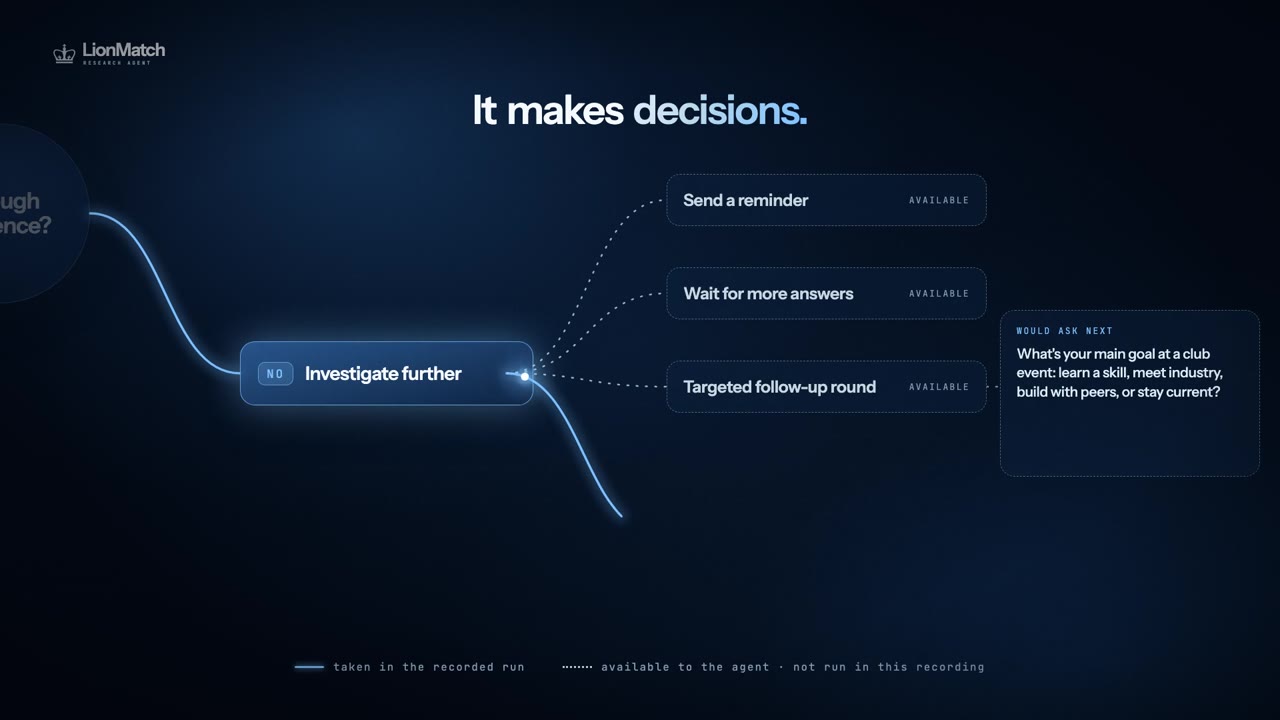 LionMatch
RESEARCH AGENT
It makes decisions.
ugh
ence?
NO Investigate further
Send a reminder AVAILABLE
Wait for more answers AVAILABLE
Targeted follow-up round AVAILABLE
WOULD ASK NEXT
What's your main goal at a club
event: learn a skill, meet industry,
build with peers, or stay current?
taken in the recorded run
available to the agent · not run in this recording